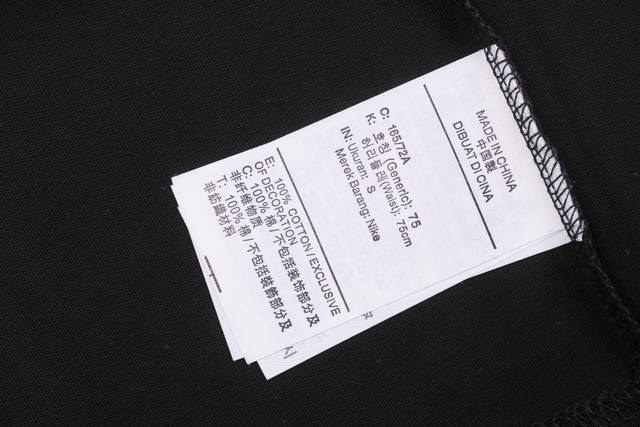 MADE IN CHINA
中國製
DIBUAT DI CINA
C: 165/72A
K: 호칭 (Generic): 75
허리둘레(Waist): 75cm
IN: Ukuran: S
Merek Barang: Nike
E: 100% COTTON / EXCLUSIVE
OF DECORATION
C: 100% 棉 / 不包括装饰部分及
非纤维物质
T: 100% 棉 / 不包括裝飾部分及
非紡織材料